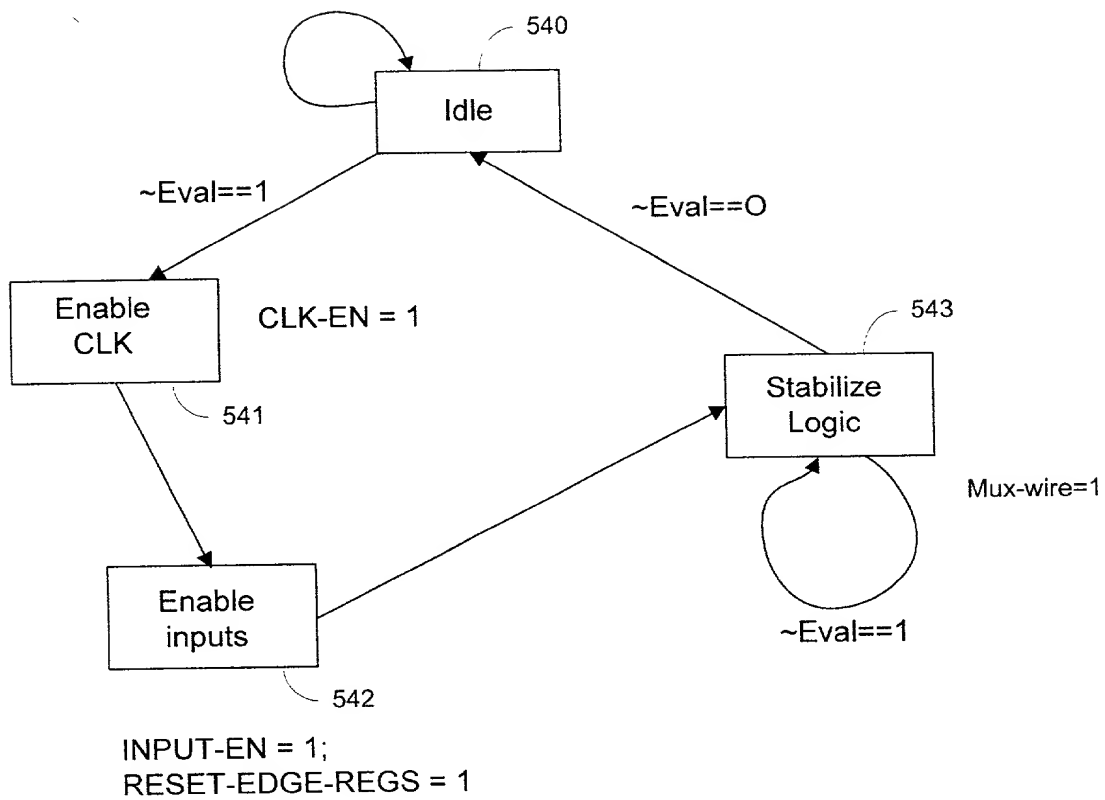 540
Idle
~Eval==1
~Eval==O
Enable
CLK
CLK-EN = 1
541
543
Stabilize
Logic
Mux-wire=1
Enable
inputs
~Eval==1
542
INPUT-EN = 1;
RESET-EDGE-REGS = 1